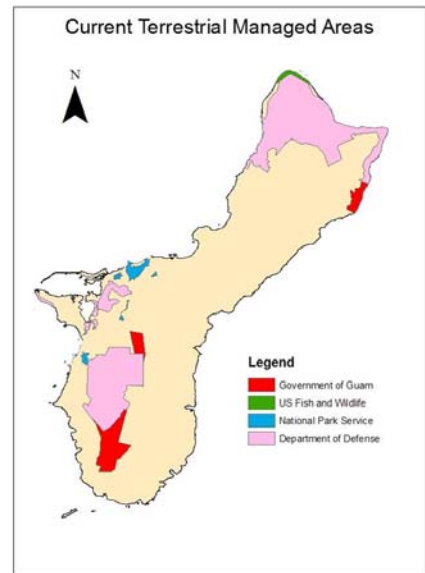 Current Terrestrial Managed Areas
N
Legend
Government of Guam
US Fish and Wildlife
National Park Service
Department of Defense